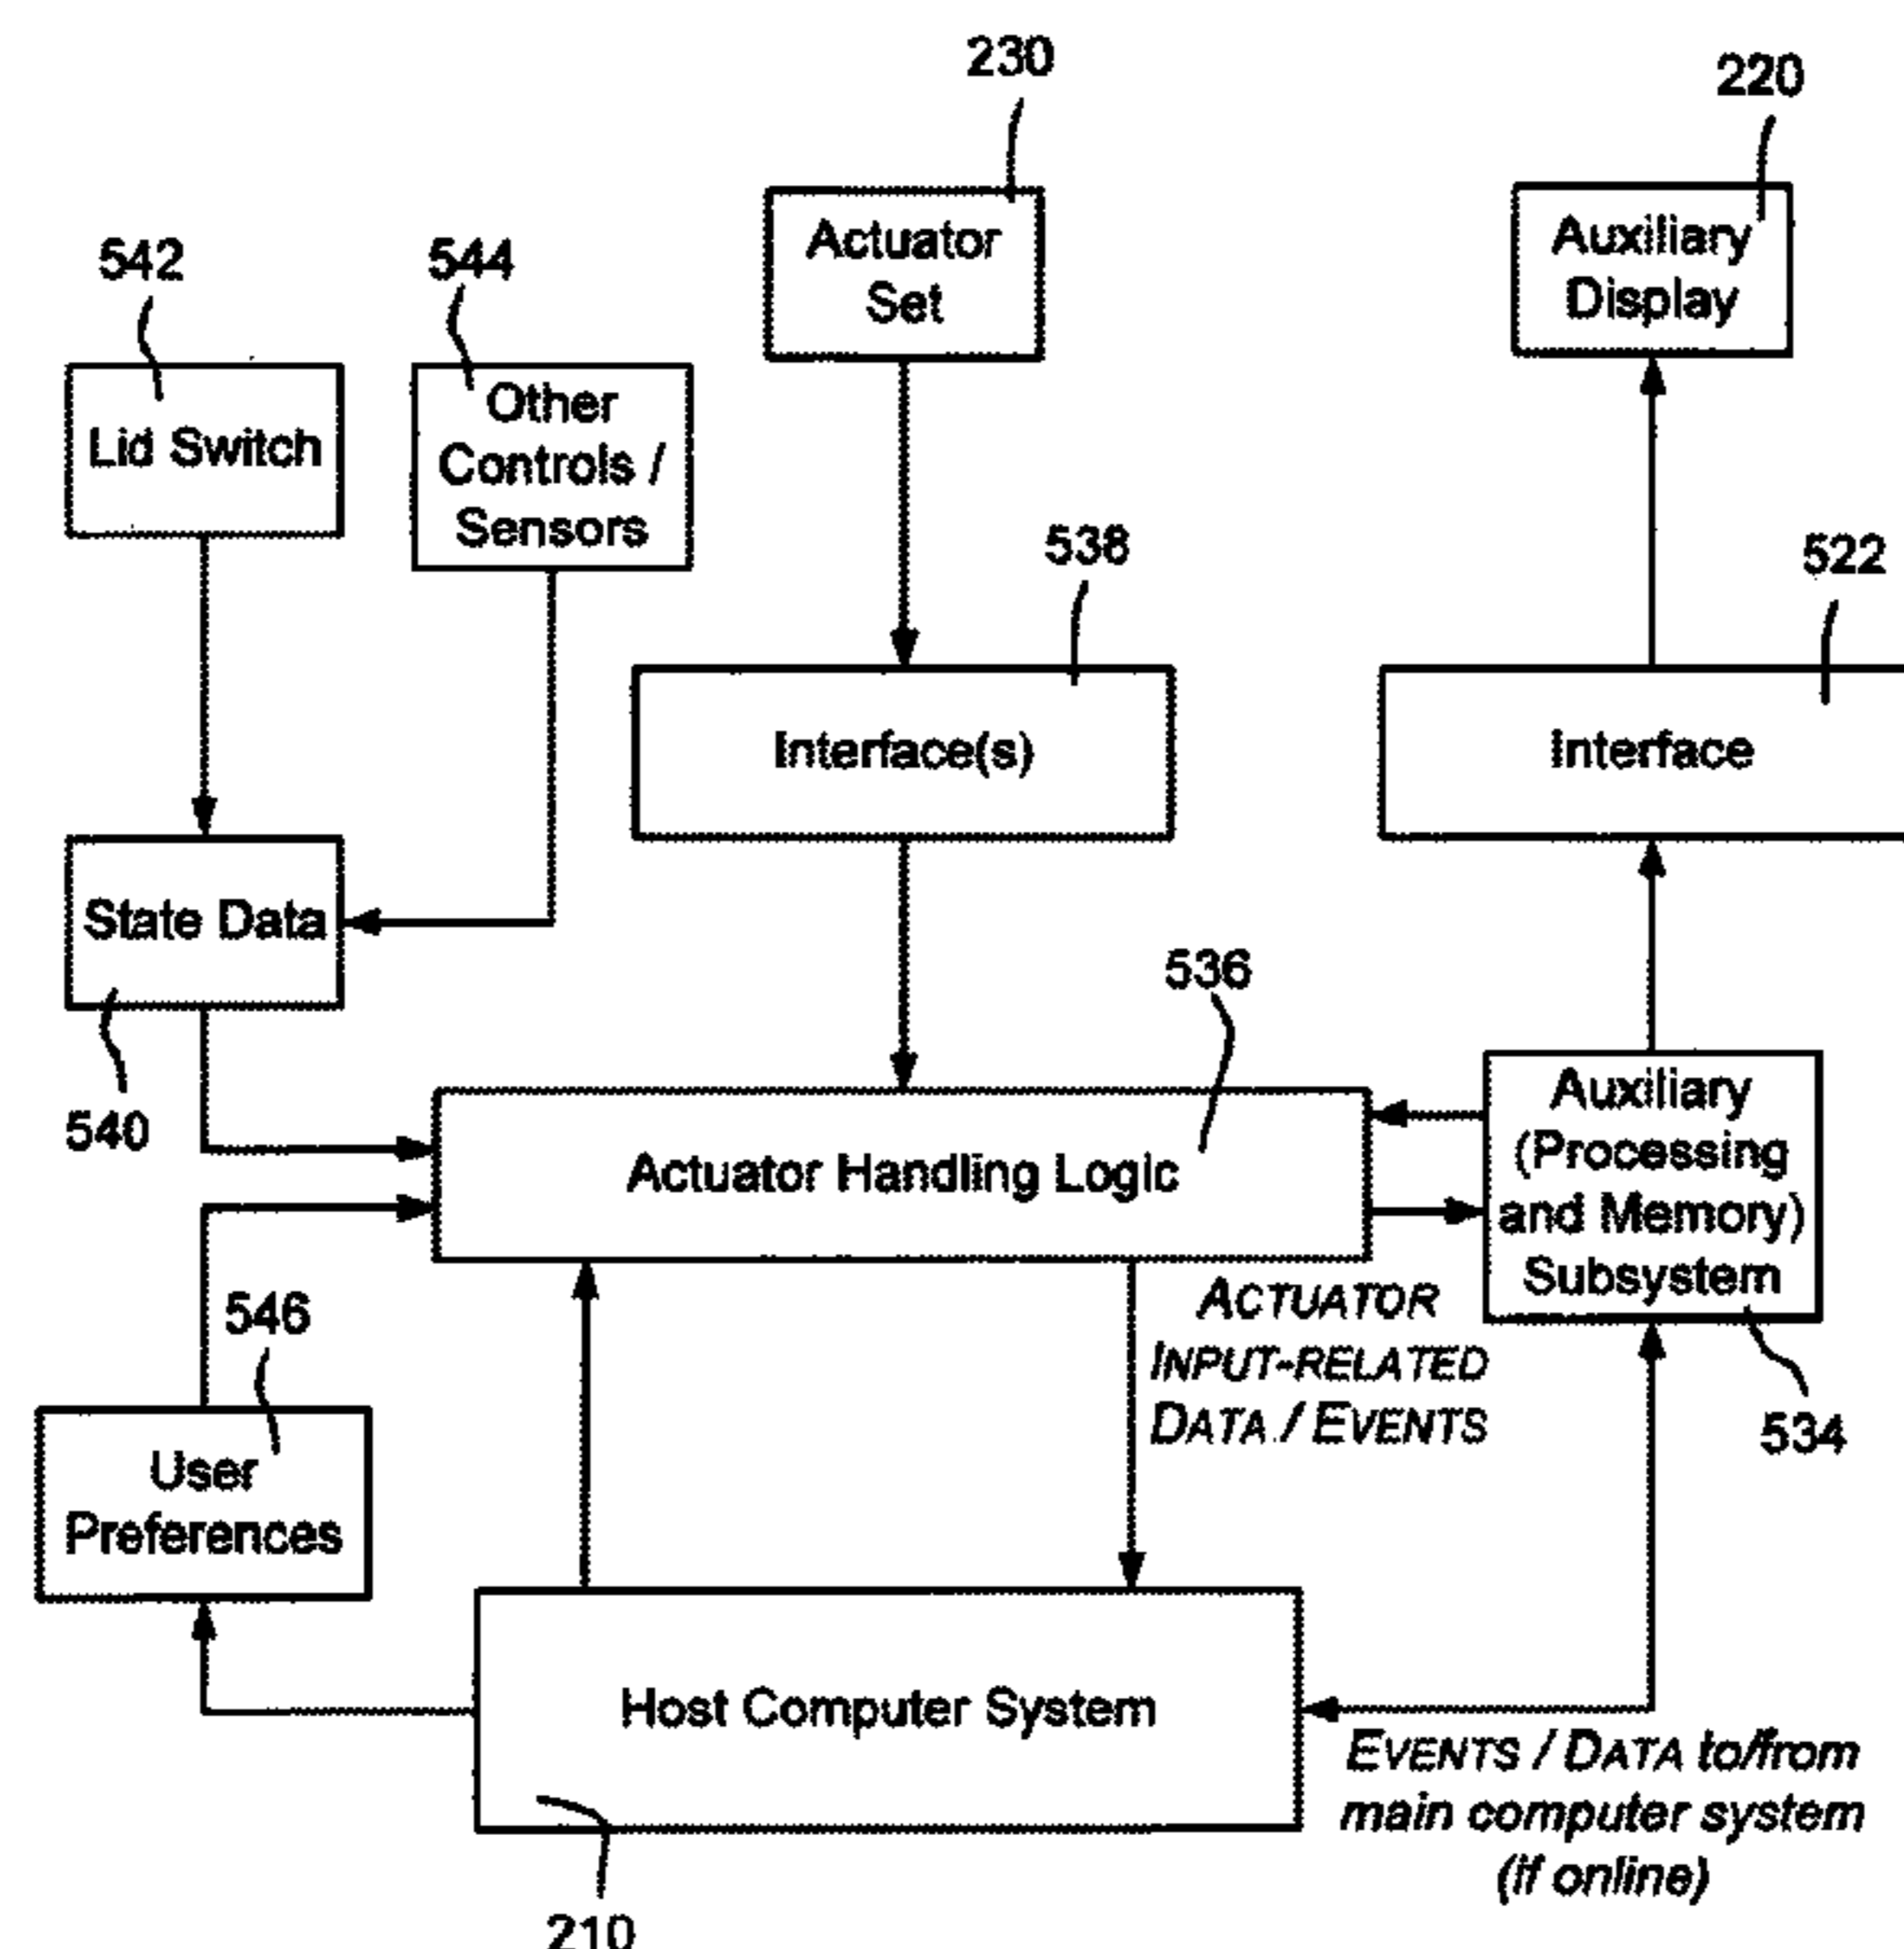 230
220
542
544
Actuator
Set
Auxiliary
Display
Lid Switch
Other
Controls /
Sensors
538
522
Interface(s)
Interface
State Data
536
540
Actuator Handling Logic
Auxiliary
(Processing
and Memory)
Subsystem
546
ACTUATOR
INPUT-RELATED
DATA / EVENTS
534
User
Preferences
Host Computer System
EVENTS / DATA to/from
main computer system
(if online)
210